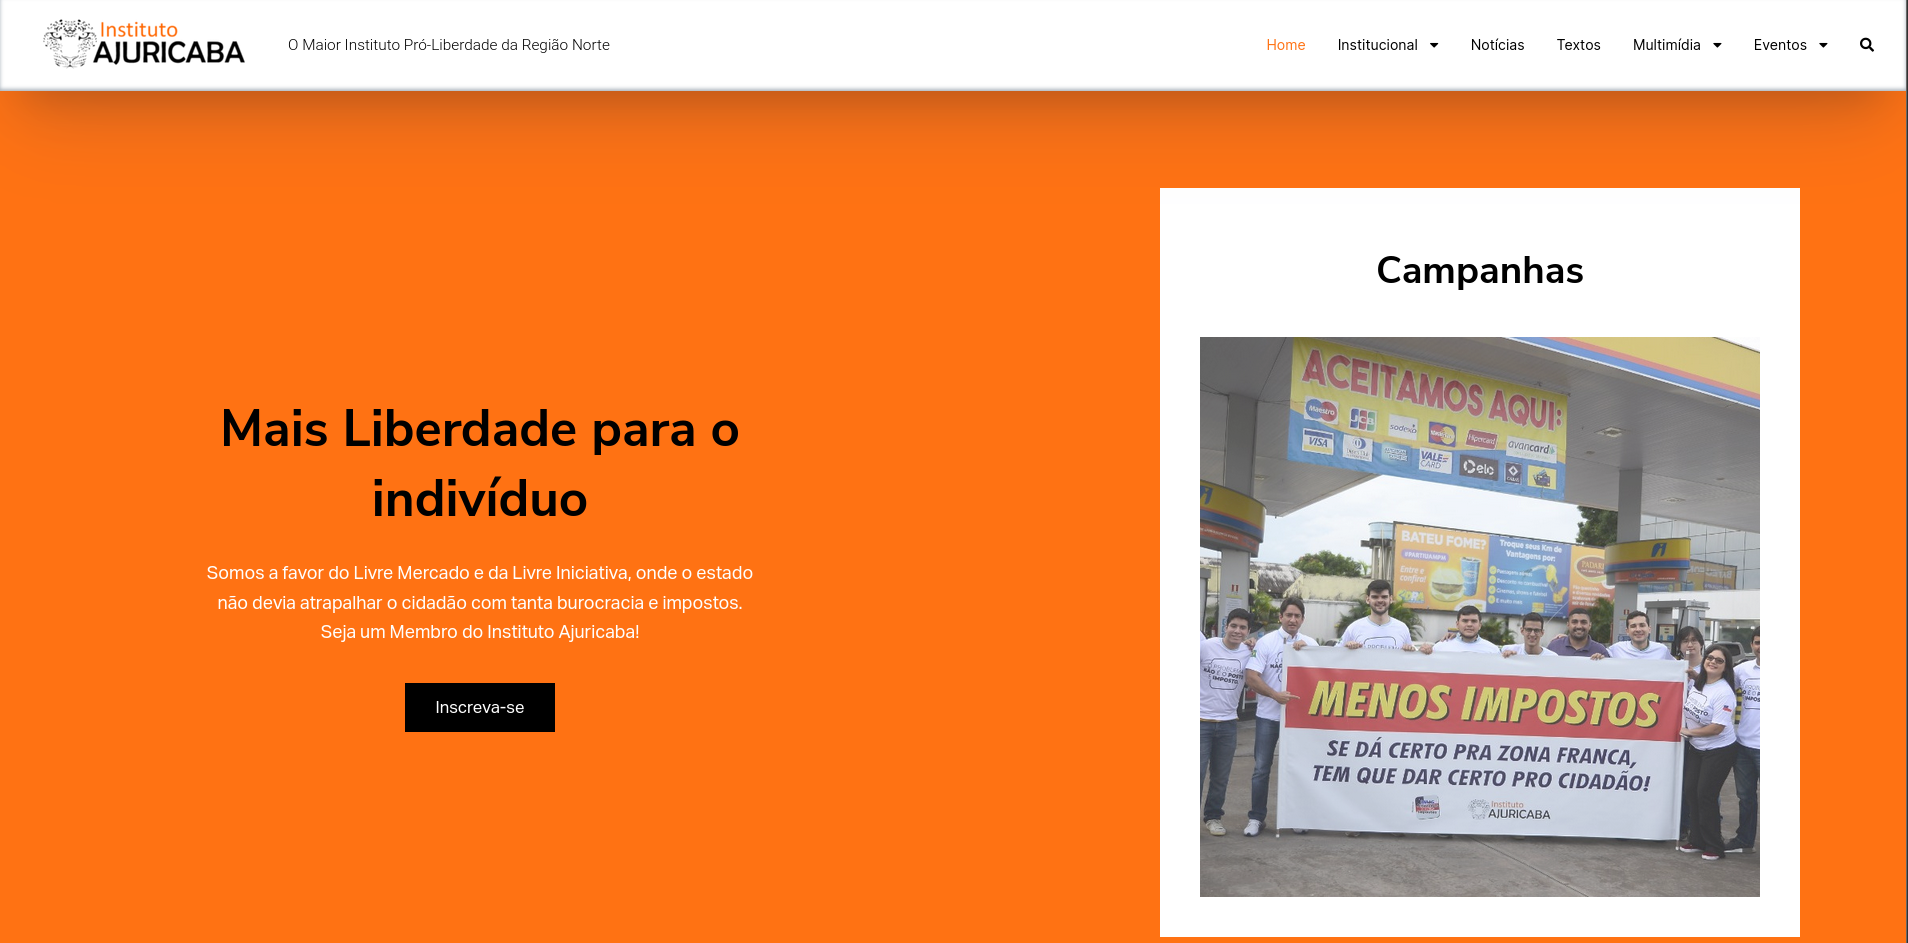 Instituto
AJURICABA
O Maior Instituto Pró-Liberdade da Região Norte
Home
Institucional
Notícias
Textos
Multimídia
Eventos
Mais Liberdade para o
indivíduo
Somos a favor do Livre Mercado e da Livre Iniciativa, onde o estado
não devia atrapalhar o cidadão com tanta burocracia e impostos.
Seja um Membro do Instituto Ajuricaba!
Inscreva-se
Campanhas
ACEITAMOS AQUI:
Maestro
JCB
sodexo
MasterCard
Hipercard
avancard
VISA
VALE
CARD
elo
BATEU FOME?
Entre e
confira!
Troque seus Km de
Vantagens por:
MENOS IMPOSTOS
SE DÁ CERTO PRA ZONA FRANCA,
TEM QUE DAR CERTO PRO CIDADÃO!
Instituto
AJURICABA